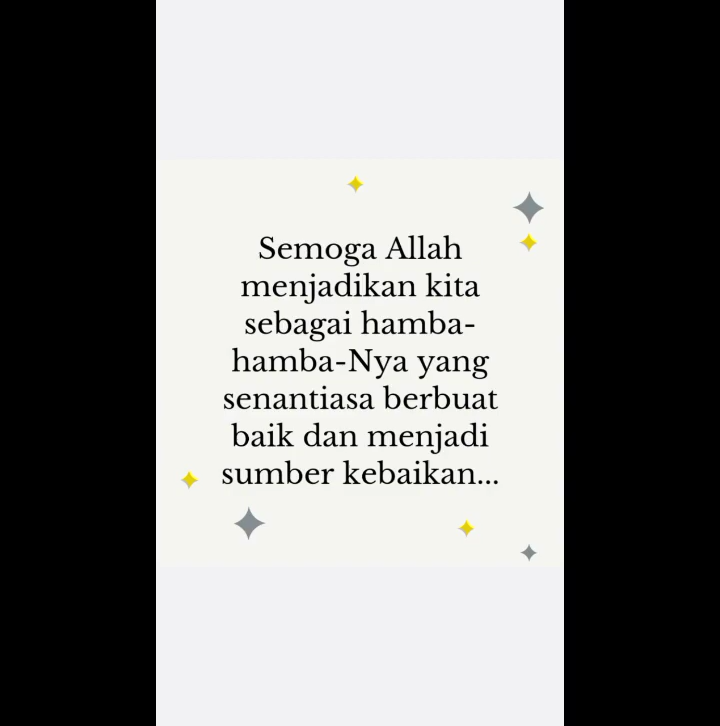 Semoga Allah
menjadikan kita
sebagai hamba-
hamba-Nya yang
senantiasa berbuat
baik dan menjadi
sumber kebaikan...